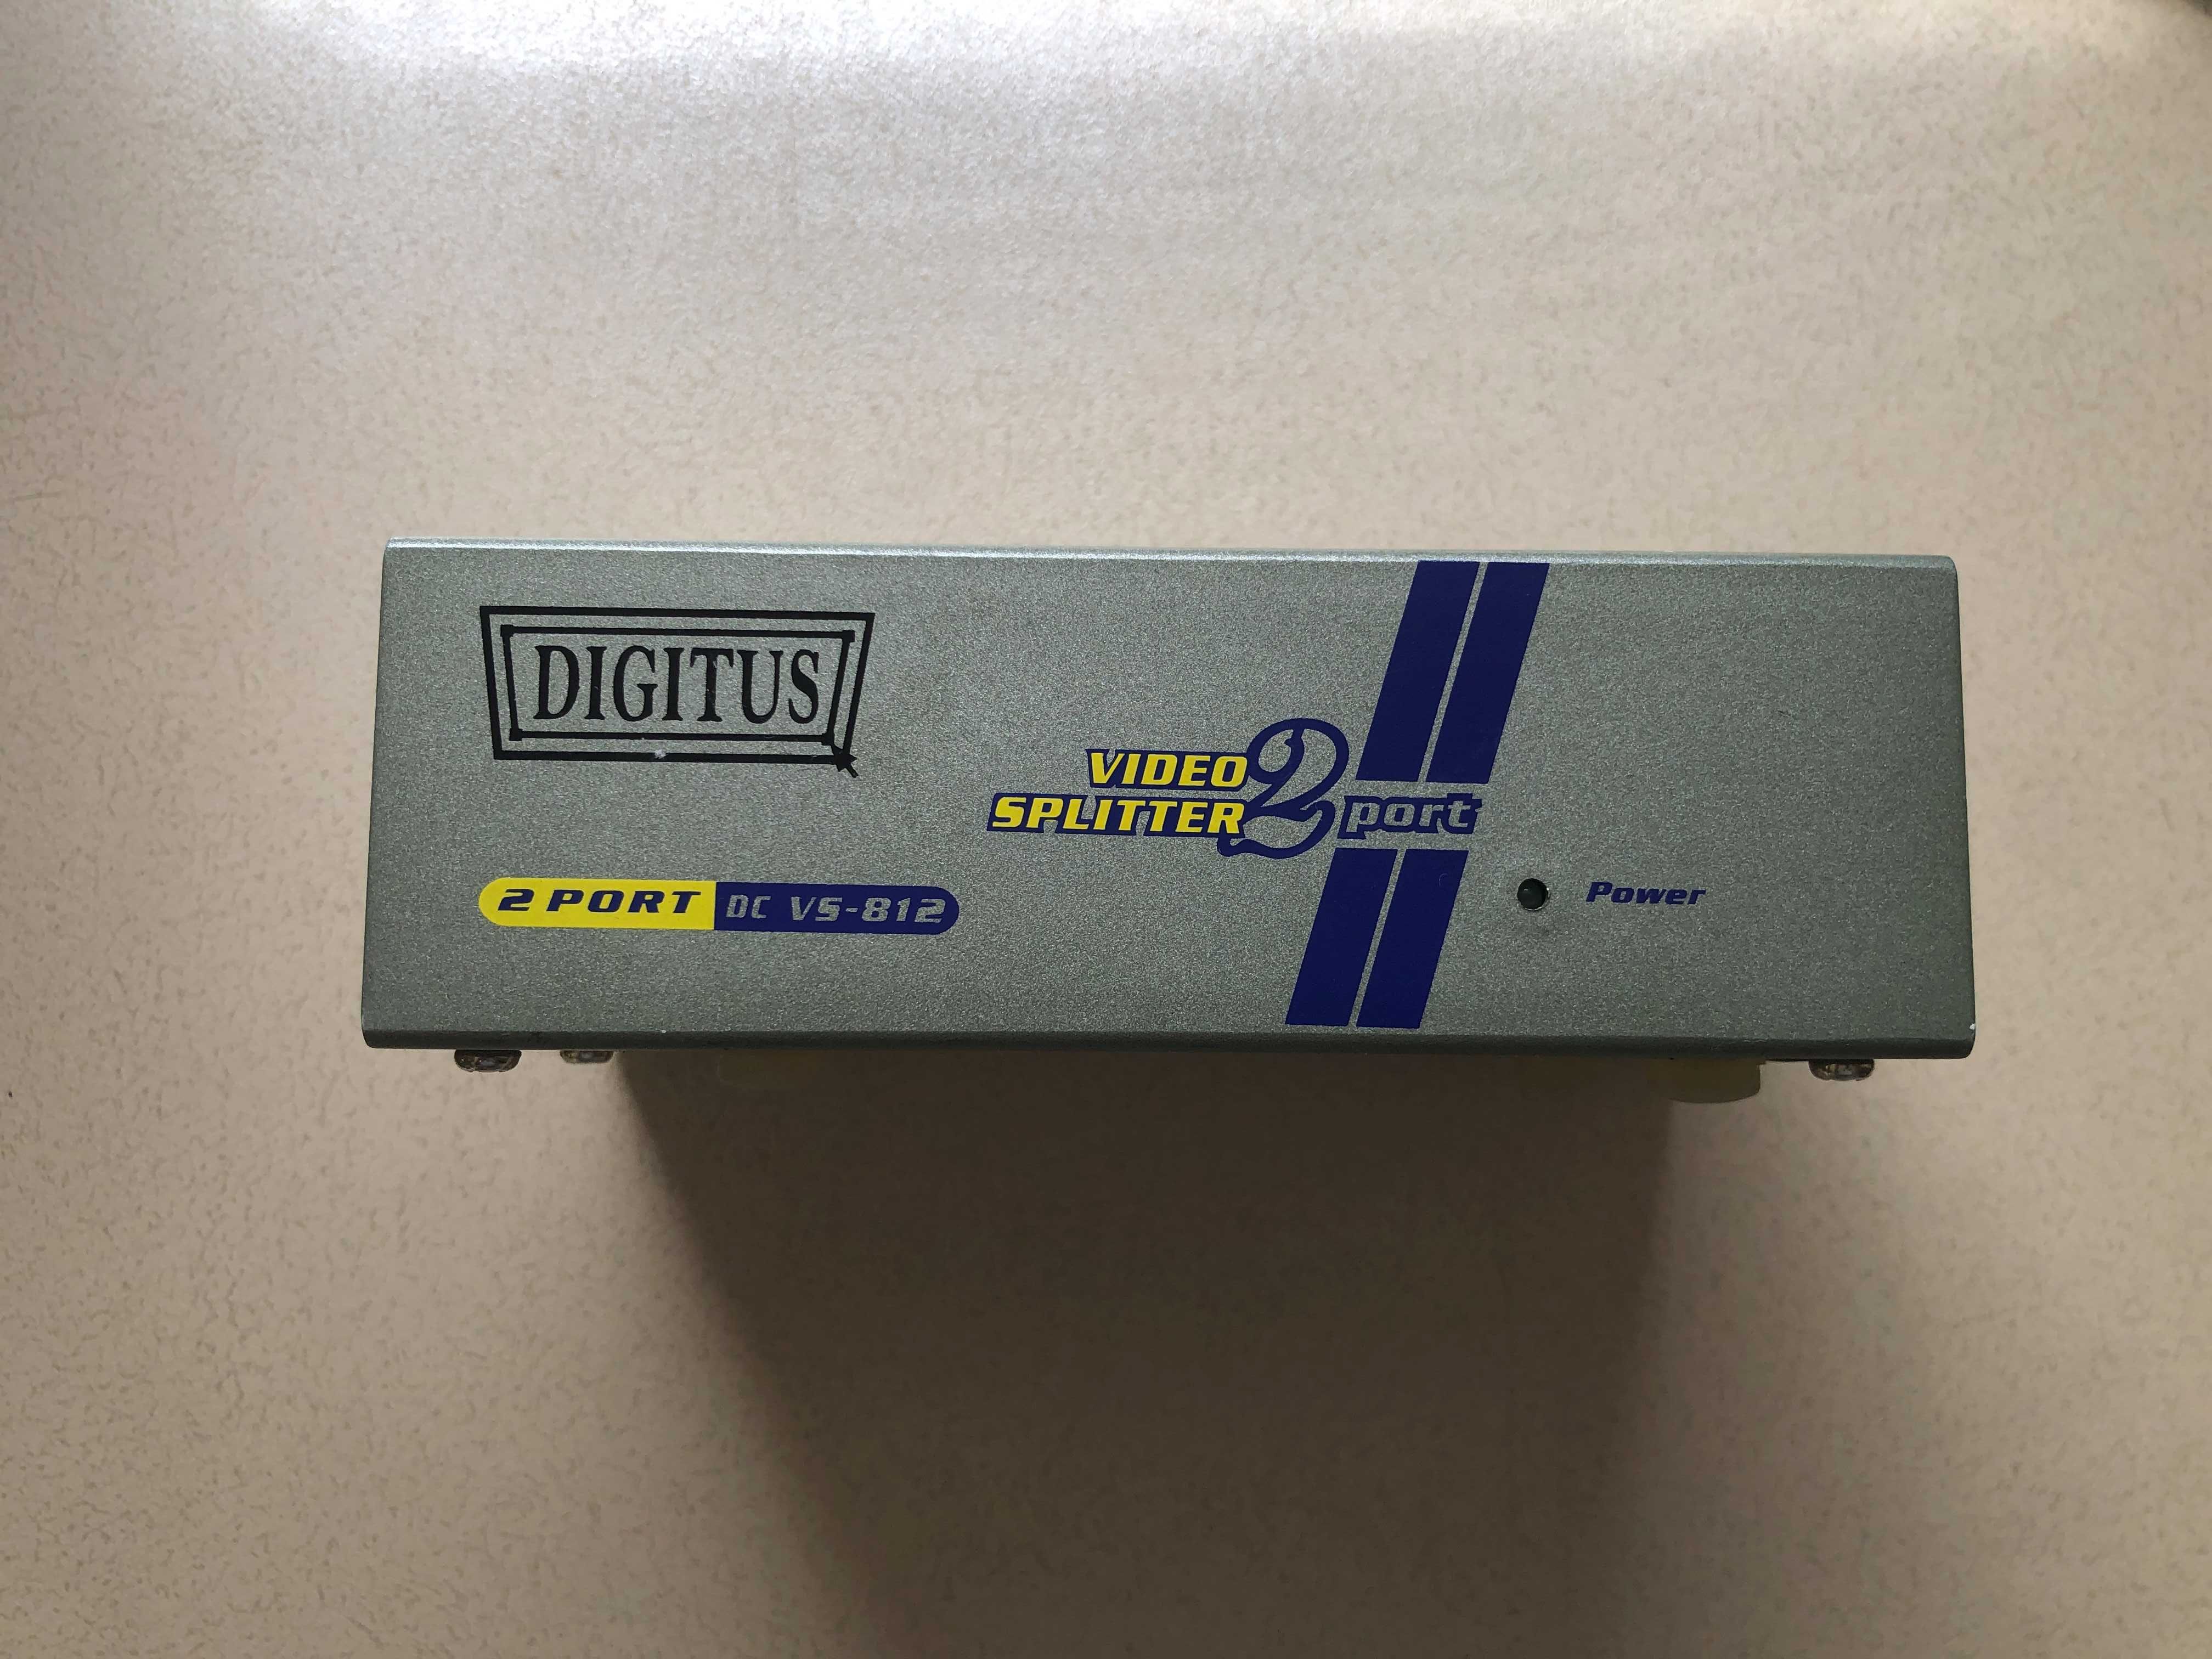 DIGITUS
VIDEO
SPLITTER 2 port
2 PORT DC VS-812
Power